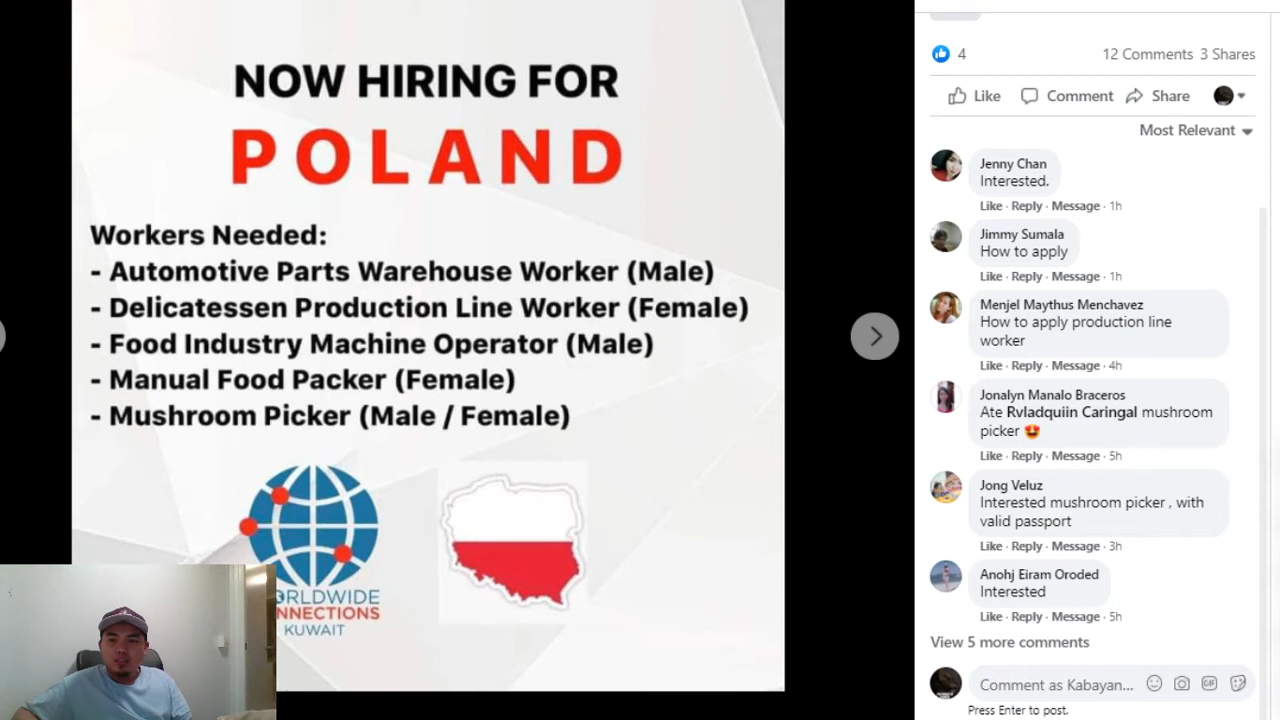 NOW HIRING FOR
POLAND
Workers Needed:
- Automotive Parts Warehouse Worker (Male)
- Delicatessen Production Line Worker (Female)
- Food Industry Machine Operator (Male)
- Manual Food Packer (Female)
- Mushroom Picker (Male / Female)
RLDWIDE
NNECTIONS
KUWAIT
4
12 Comments 3 Shares
Like
Comment
Share
Most Relevant
Jenny Chan
Interested.
Like · Reply · Message · 1h
Jimmy Sumala
How to apply
Like · Reply · Message · 1h
Menjel Maythus Menchavez
How to apply production line
worker
Like · Reply · Message · 4h
Jonalyn Manalo Braceros
Ate Rvladquiin Caringal mushroom
picker 😍
Like · Reply · Message · 5h
Jong Veluz
Interested mushroom picker , with
valid passport
Like · Reply · Message · 3h
Anohj Eiram Oroded
Interested
Like · Reply · Message · 5h
View 5 more comments
Comment as Kabayan...
GIF
Press Enter to post.